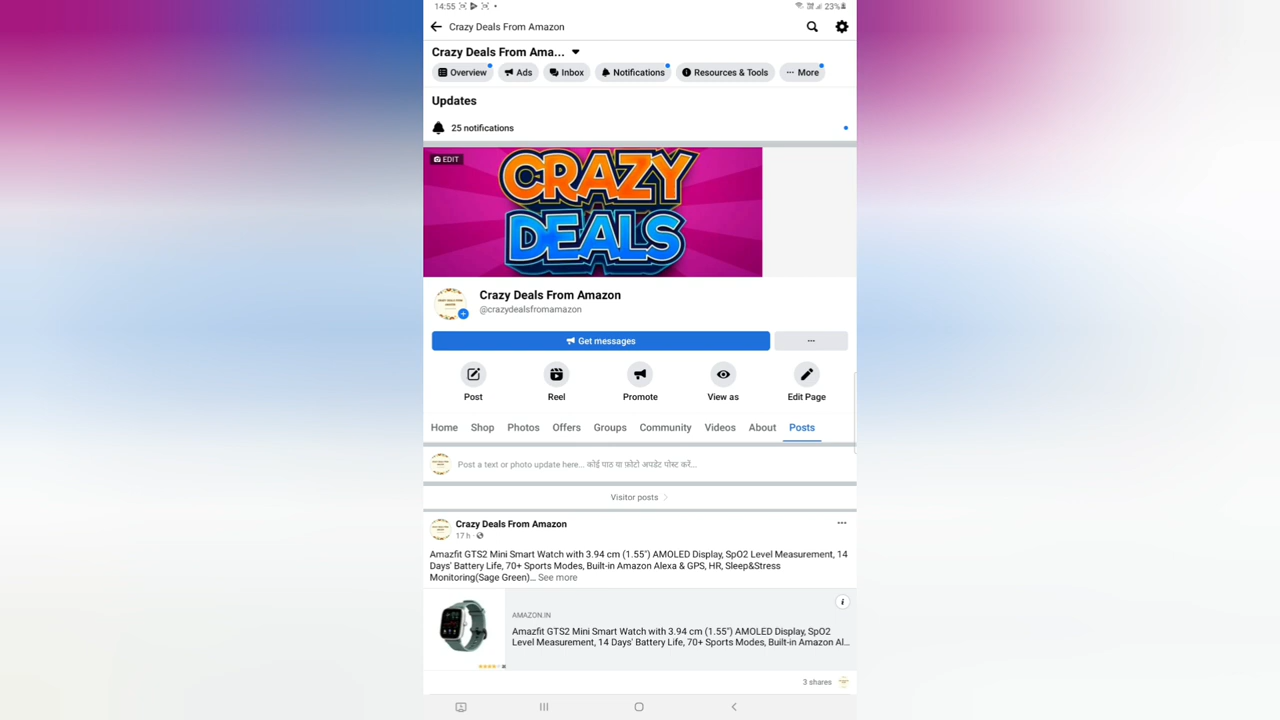 14:55
23%
Crazy Deals From Amazon
Crazy Deals From Ama...
Overview Ads Inbox Notifications Resources & Tools ··· More
Updates
25 notifications
EDIT
CRAZY
DEALS
Crazy Deals From Amazon
@crazydealsfromamazon
Get messages
Post Reel Promote View as Edit Page
Home Shop Photos Offers Groups Community Videos About Posts
Post a text or photo update here... कोई पाठ या फ़ोटो अपडेट पोस्ट करें...
Visitor posts
Crazy Deals From Amazon
17 h ·
Amazfit GTS2 Mini Smart Watch with 3.94 cm (1.55") AMOLED Display, SpO2 Level Measurement, 14
Days' Battery Life, 70+ Sports Modes, Built-in Amazon Alexa & GPS, HR, Sleep&Stress
Monitoring(Sage Green)... See more
AMAZON.IN
Amazfit GTS2 Mini Smart Watch with 3.94 cm (1.55") AMOLED Display, SpO2
Level Measurement, 14 Days' Battery Life, 70+ Sports Modes, Built-in Amazon Al...
3 shares